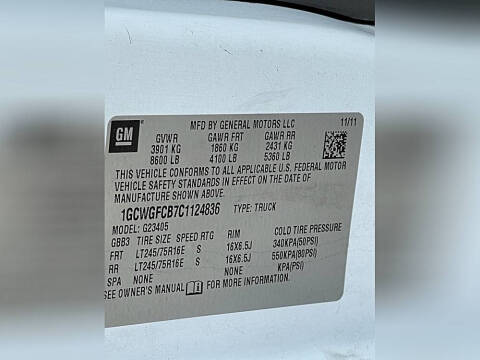 GM
MFD BY GENERAL MOTORS LLC 11/11
GVWR GAWR FRT GAWR RR
3901 KG 1860 KG 2431 KG
8600 LB 4100 LB 5360 LB
THIS VEHICLE CONFORMS TO ALL APPLICABLE U.S. FEDERAL MOTOR
VEHICLE SAFETY STANDARDS IN EFFECT ON THE DATE OF
MANUFACTURE SHOWN ABOVE.
1GCWGFCB7C1124836 TYPE: TRUCK
MODEL: G23405
GBB3 TIRE SIZE SPEED RTG RIM COLD TIRE PRESSURE
FRT LT245/75R16E S 16X6.5J 340KPA(50PSI)
RR LT245/75R16E S 16X6.5J 550KPA(80PSI)
SPA NONE NONE KPA(PSI)
SEE OWNER'S MANUAL FOR MORE INFORMATION